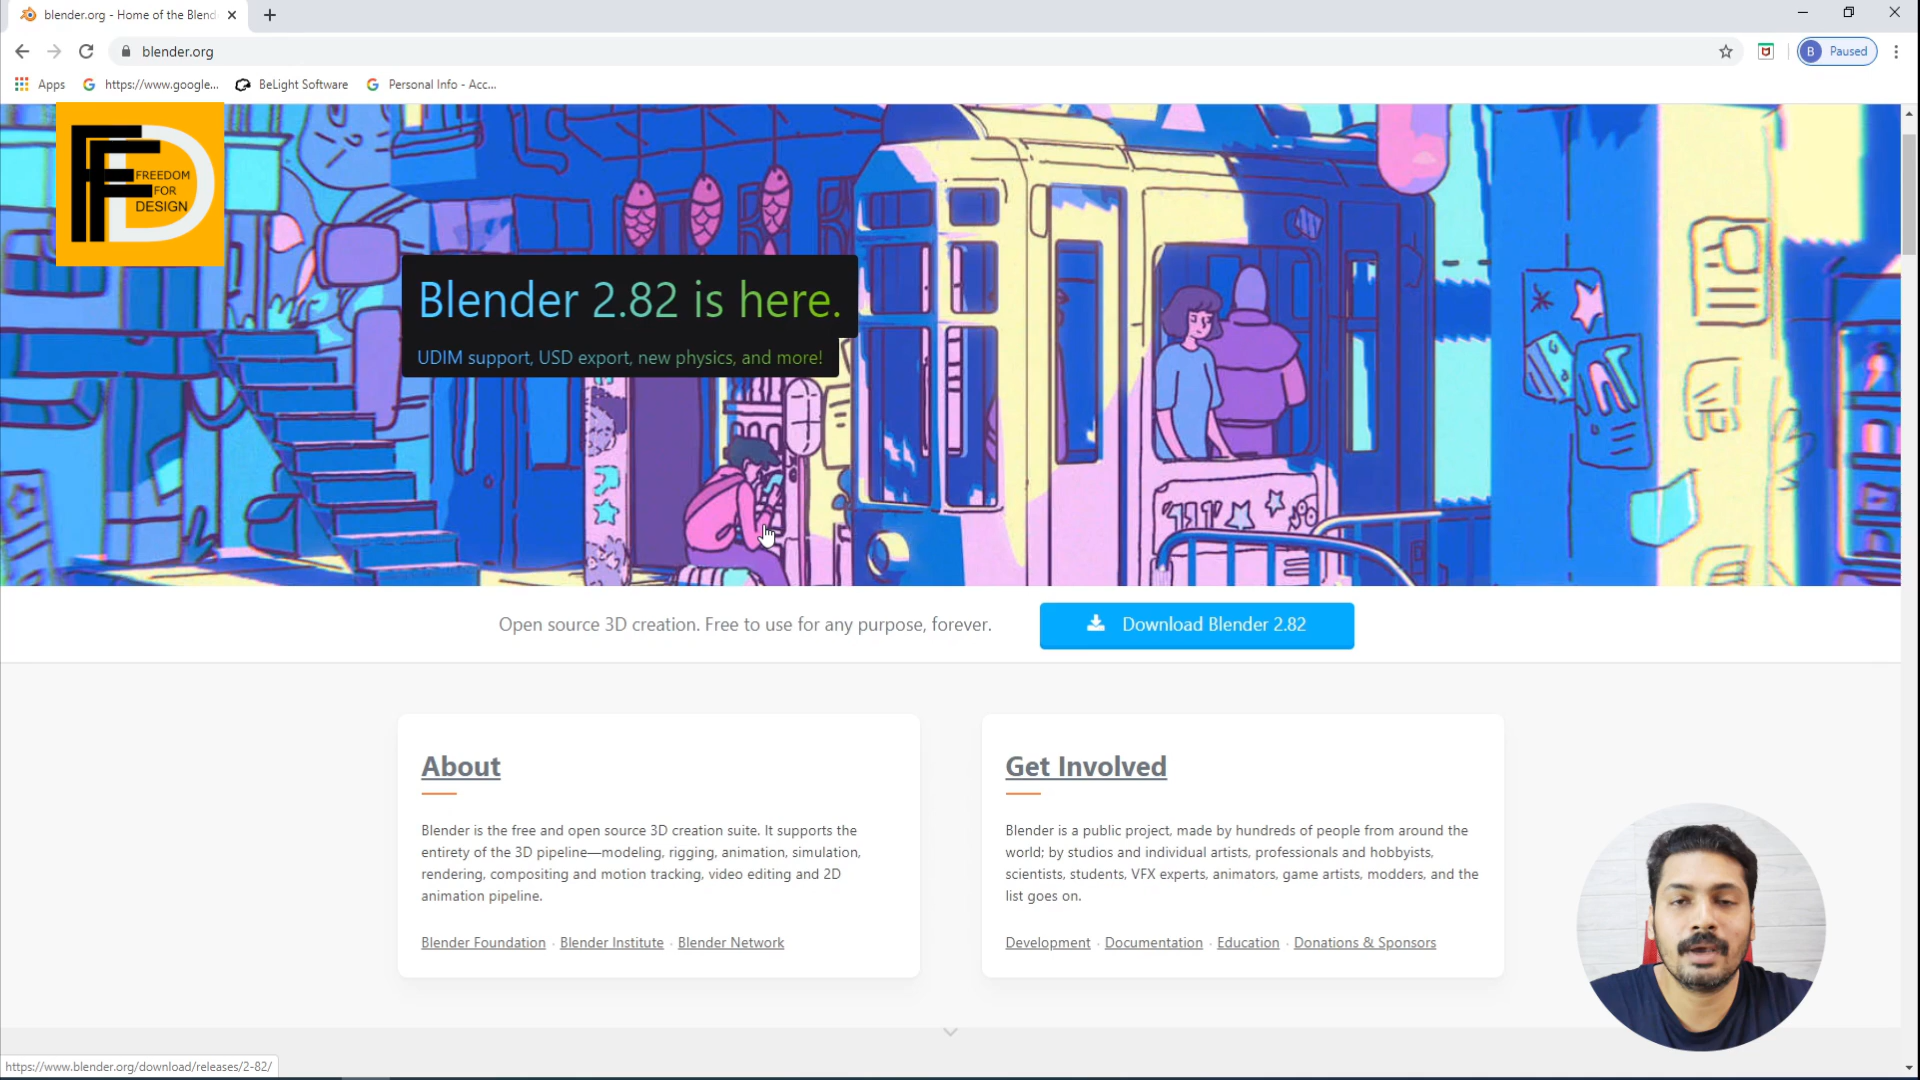 blender.org - Home of the Blend
blender.org
Paused
B
Apps
https://www.google...
BeLight Software
Personal Info - Acc...
FREEDOM
FOR
DESIGN
Blender 2.82 is here.
UDIM support, USD export, new physics, and more!
Open source 3D creation. Free to use for any purpose, forever.
Download Blender 2.82
About
Blender is the free and open source 3D creation suite. It supports the
entirety of the 3D pipeline—modeling, rigging, animation, simulation,
rendering, compositing and motion tracking, video editing and 2D
animation pipeline.
Blender Foundation · Blender Institute · Blender Network
Get Involved
Blender is a public project, made by hundreds of people from around the
world; by studios and individual artists, professionals and hobbyists,
scientists, students, VFX experts, animators, game artists, modders, and the
list goes on.
Development · Documentation · Education · Donations & Sponsors
https://www.blender.org/download/releases/2-82/